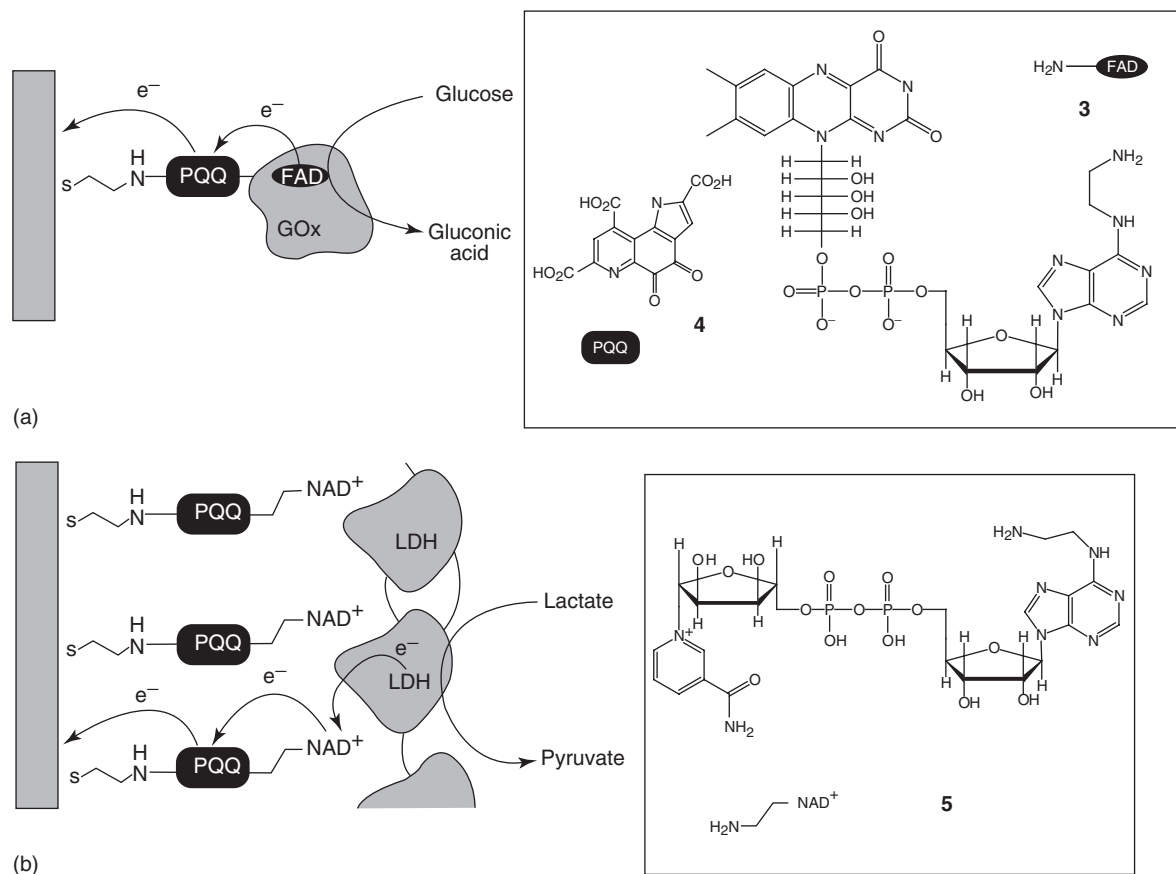 e−
e−
Glucose
H
s
N
PQQ
FAD
GOx
Gluconic
acid
(a)
O
N
N
N
N
O
H2N
FAD
3
H
H
H
OH
H
OH
H
OH
H
H
CO2H
HO2C
H
N
HO2C
N
O
O
4
PQQ
O
O
O
O
P
O
P
O
O−
O−
NH2
NH
N
N
N
N
H
H
O
H
H
OH
OH
H
s
N
PQQ
NAD+
LDH
H
s
N
PQQ
NAD+
Lactate
e−
LDH
e−
e−
H
s
N
PQQ
NAD+
Pyruvate
(b)
H
OH
HO
H
O
H
H
O
O
O
P
O
P
O
OH
OH
N+
O
NH2
H2N
NH
N
N
N
N
H
H
O
H
H
OH
OH
NAD+
H2N
5